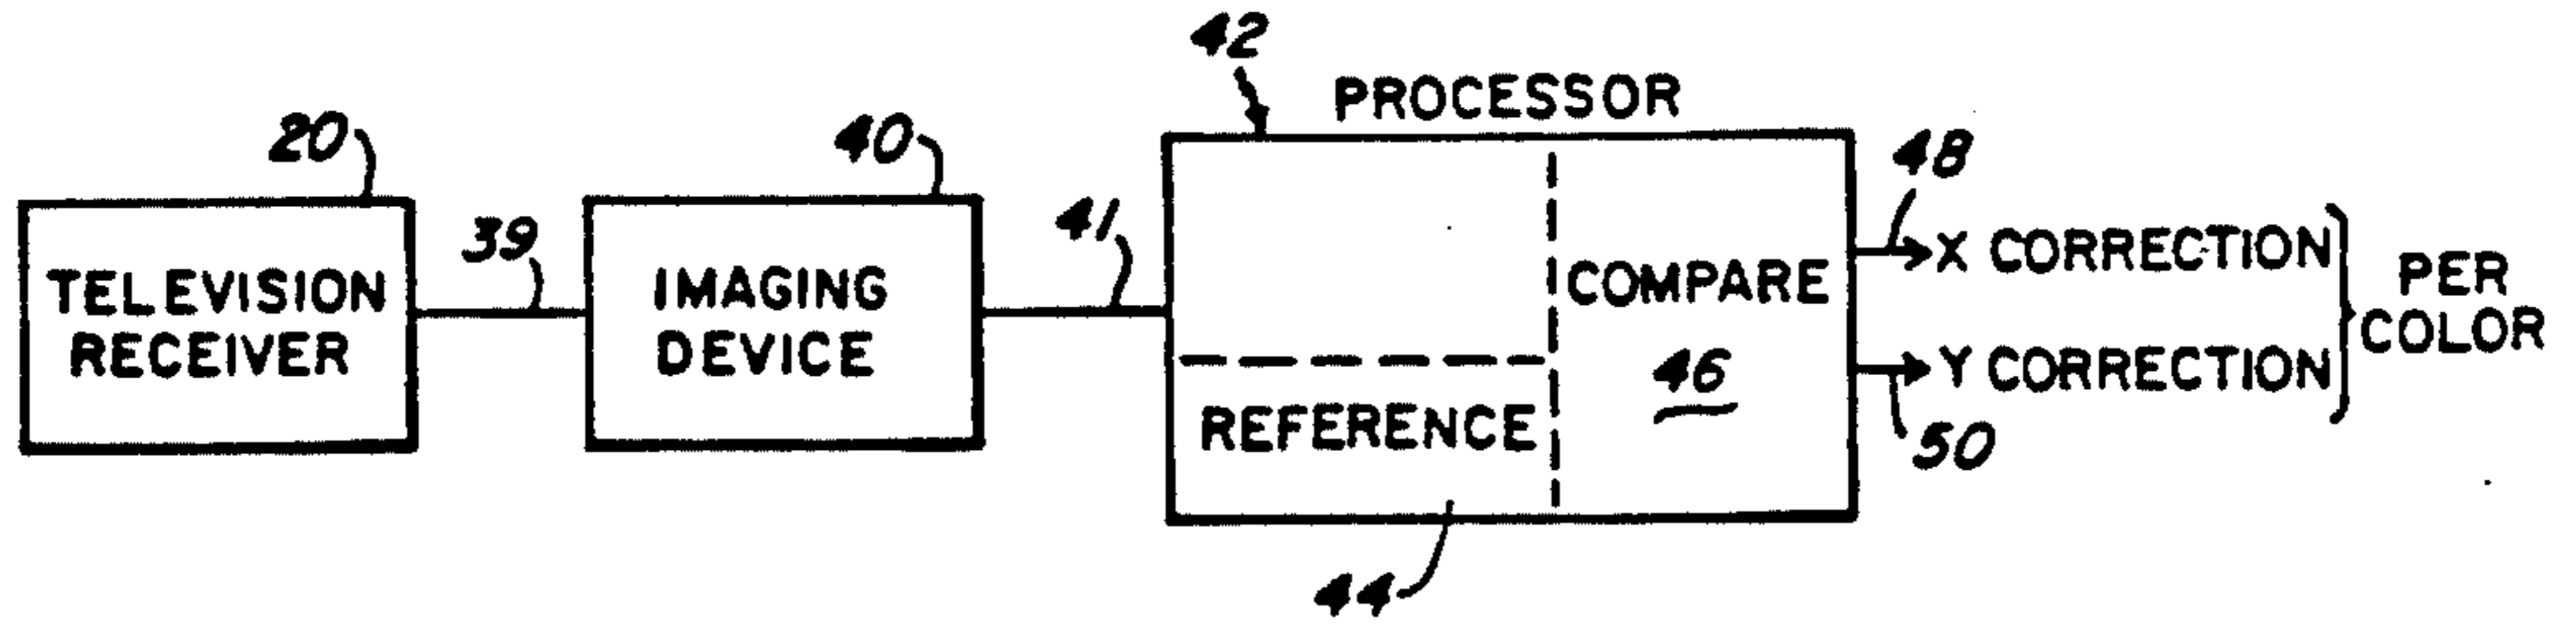 42
PROCESSOR
20
40
48
39
41
TELEVISION
RECEIVER
IMAGING
DEVICE
COMPARE
46
REFERENCE
X CORRECTION
Y CORRECTION
PER
COLOR
50
44